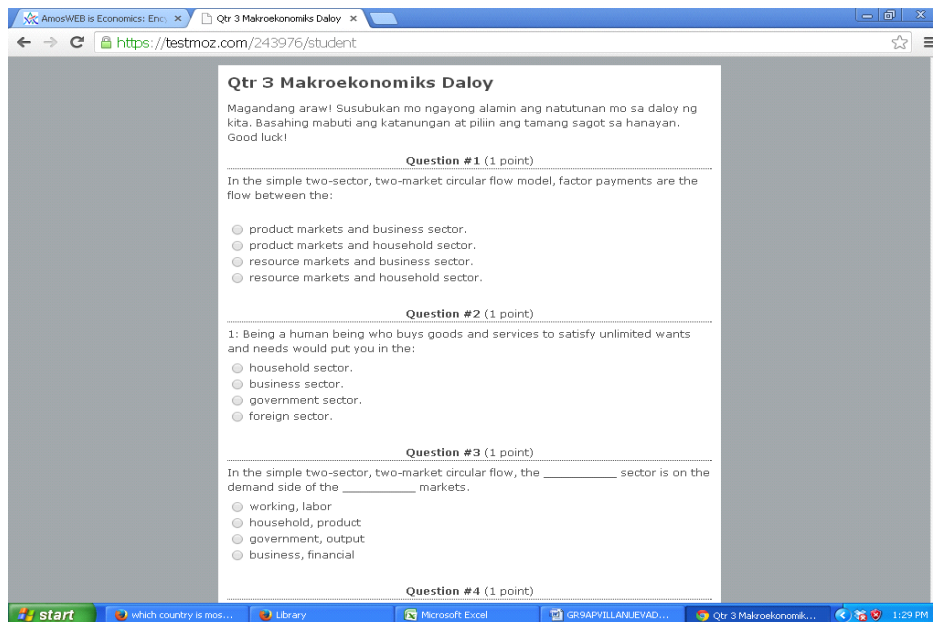 AmosWEB is Economics: Ency
Qtr 3 Makroekonomiks Daloy
https://testmoz.com/243976/student
Qtr 3 Makroekonomiks Daloy
Magandang araw! Susubukan mo ngayong alamin ang natutunan mo sa daloy ng
kita. Basahing mabuti ang katanungan at piliin ang tamang sagot sa hanayan.
Good luck!
Question #1 (1 point)
In the simple two-sector, two-market circular flow model, factor payments are the
flow between the:
product markets and business sector.
product markets and household sector.
resource markets and business sector.
resource markets and household sector.
Question #2 (1 point)
1: Being a human being who buys goods and services to satisfy unlimited wants
and needs would put you in the:
household sector.
business sector.
government sector.
foreign sector.
Question #3 (1 point)
In the simple two-sector, two-market circular flow, the ___________ sector is on the
demand side of the ___________ markets.
working, labor
household, product
government, output
business, financial
Question #4 (1 point)
start
which country is mos...
Library
Microsoft Excel
GR9APVILLANUEVAD...
Qtr 3 Makroekonomik...
1:29 PM